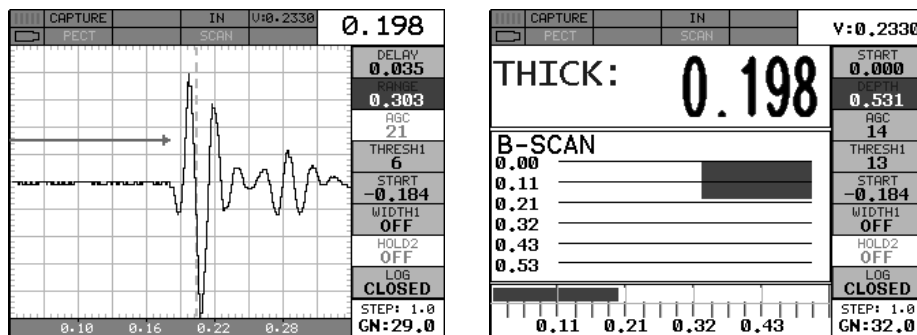 CAPTURE IN V:0.2330 0.198
PECT SCAN
DELAY
0.035
RANGE
0.303
AGC
21
THRESH1
6
START
-0.184
WIDTH1
OFF
HOLD2
OFF
LOG
CLOSED
STEP: 1.0
GN:29.0
0.10 0.16 0.22 0.28
CAPTURE IN V:0.2330
PECT SCAN
THICK: 0.198
B-SCAN
0.00
0.11
0.21
0.32
0.43
0.53
0.11 0.21 0.32 0.43
START
0.000
DEPTH
0.531
AGC
14
THRESH1
13
START
-0.184
WIDTH1
OFF
HOLD2
OFF
LOG
CLOSED
STEP: 1.0
GN:32.0